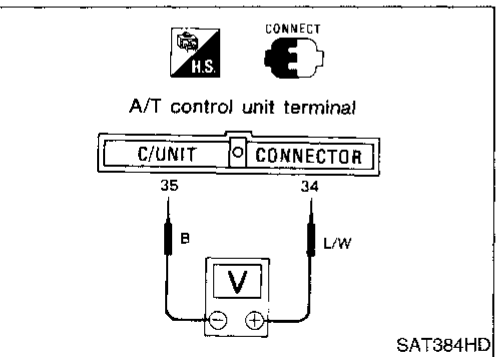 CONNECT
H.S.
A/T control unit terminal
C/UNIT CONNECTOR
35 34
B L/W
V
SAT384HD